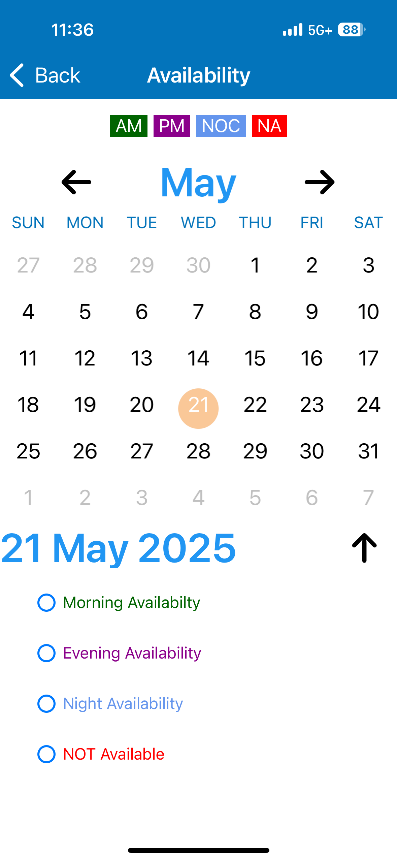 11:36 5G+ 88
Back Availability
AM PM NOC NA
May
SUN MON TUE WED THU FRI SAT
27 28 29 30 1 2 3
4 5 6 7 8 9 10
11 12 13 14 15 16 17
18 19 20 21 22 23 24
25 26 27 28 29 30 31
1 2 3 4 5 6 7
21 May 2025
Morning Availabilty
Evening Availability
Night Availability
NOT Available